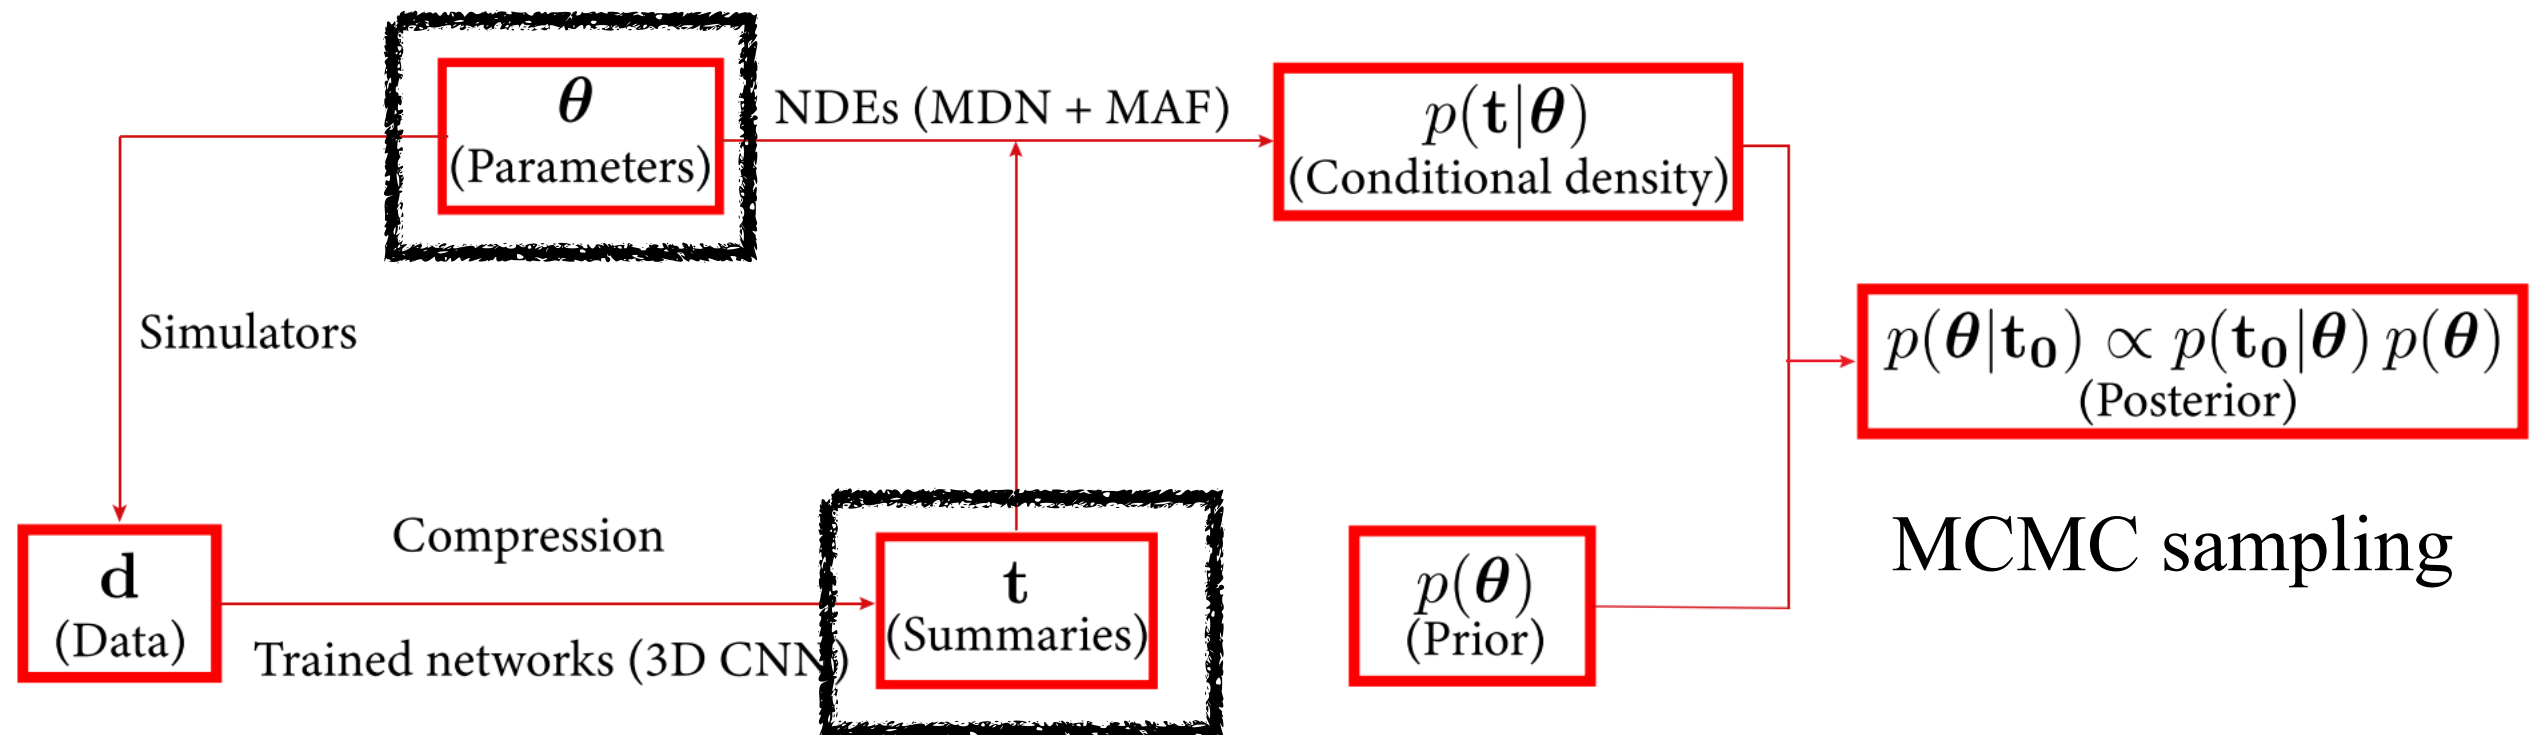 θ
(Parameters)
NDEs (MDN + MAF)
p(t|θ)
(Conditional density)
Simulators
p(θ|t₀) ∝ p(t₀|θ) p(θ)
(Posterior)
MCMC sampling
Compression
d
(Data)
Trained networks (3D CNN)
t
(Summaries)
p(θ)
(Prior)